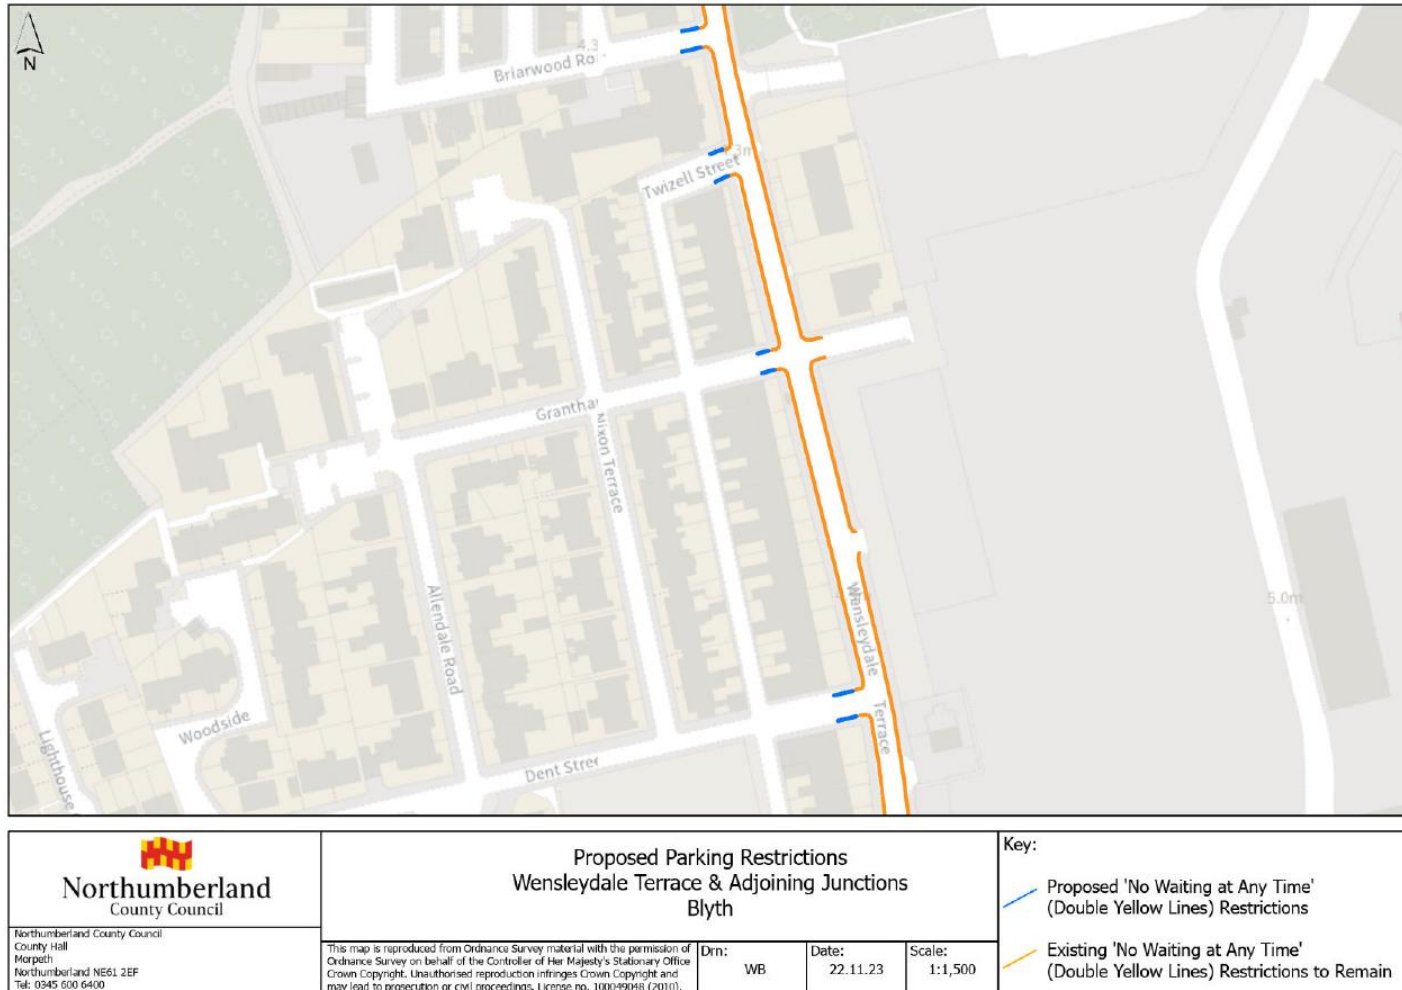 N
4.3
Briarwood Ro
3m
Twizell Street
Grantha
Nixon Terrace
Allendale Road
Wensleydale
Terrace
5.0m
Woodside
Lighthouse
Dent Stree
Northumberland
County Council
Northumberland County Council
County Hall
Morpeth
Northumberland NE61 2EF
Tel: 0345 600 6400
Proposed Parking Restrictions
Wensleydale Terrace & Adjoining Junctions
Blyth
This map is reproduced from Ordnance Survey material with the permission of
Ordnance Survey on behalf of the Controller of Her Majesty's Stationary Office
Crown Copyright. Unauthorised reproduction infringes Crown Copyright and
may lead to prosecution or civil proceedings. License no. 100049048 (2010).
Drn:
WB
Date:
22.11.23
Scale:
1:1,500
Key:
Proposed 'No Waiting at Any Time'
(Double Yellow Lines) Restrictions
Existing 'No Waiting at Any Time'
(Double Yellow Lines) Restrictions to Remain